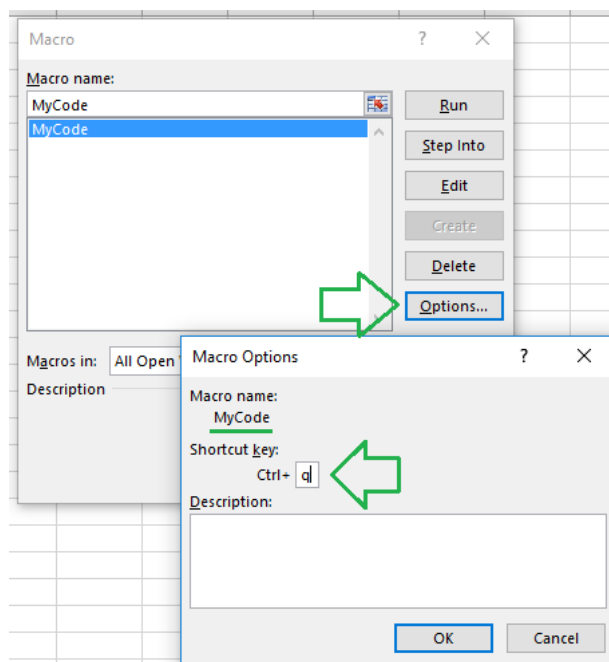 Macro ?
Macro name:
MyCode
Run
MyCode
Step Into
Edit
Create
Delete
Options...
Macros in: All Open
Description
Macro Options ?
Macro name:
MyCode
Shortcut key:
Ctrl+ q
Description:
OK Cancel